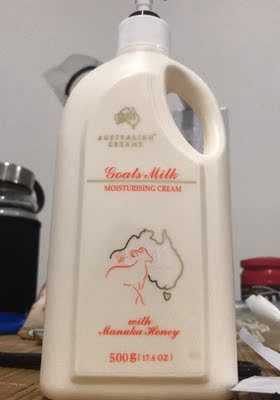 AUSTRALIAN
CREAMS
Goats Milk
MOISTURISING CREAM
with
Manuka Honey
500g (17.6 OZ)